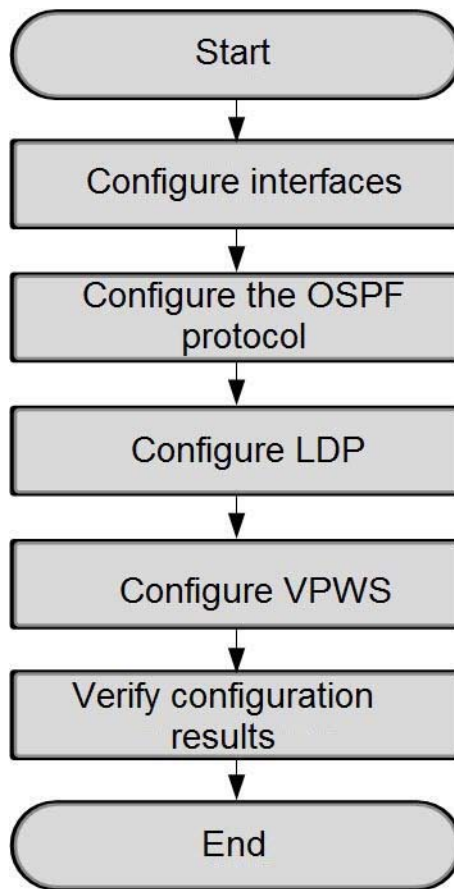 Start
Configure interfaces
Configure the OSPF
protocol
Configure LDP
Configure VPWS
Verify configuration
results
End